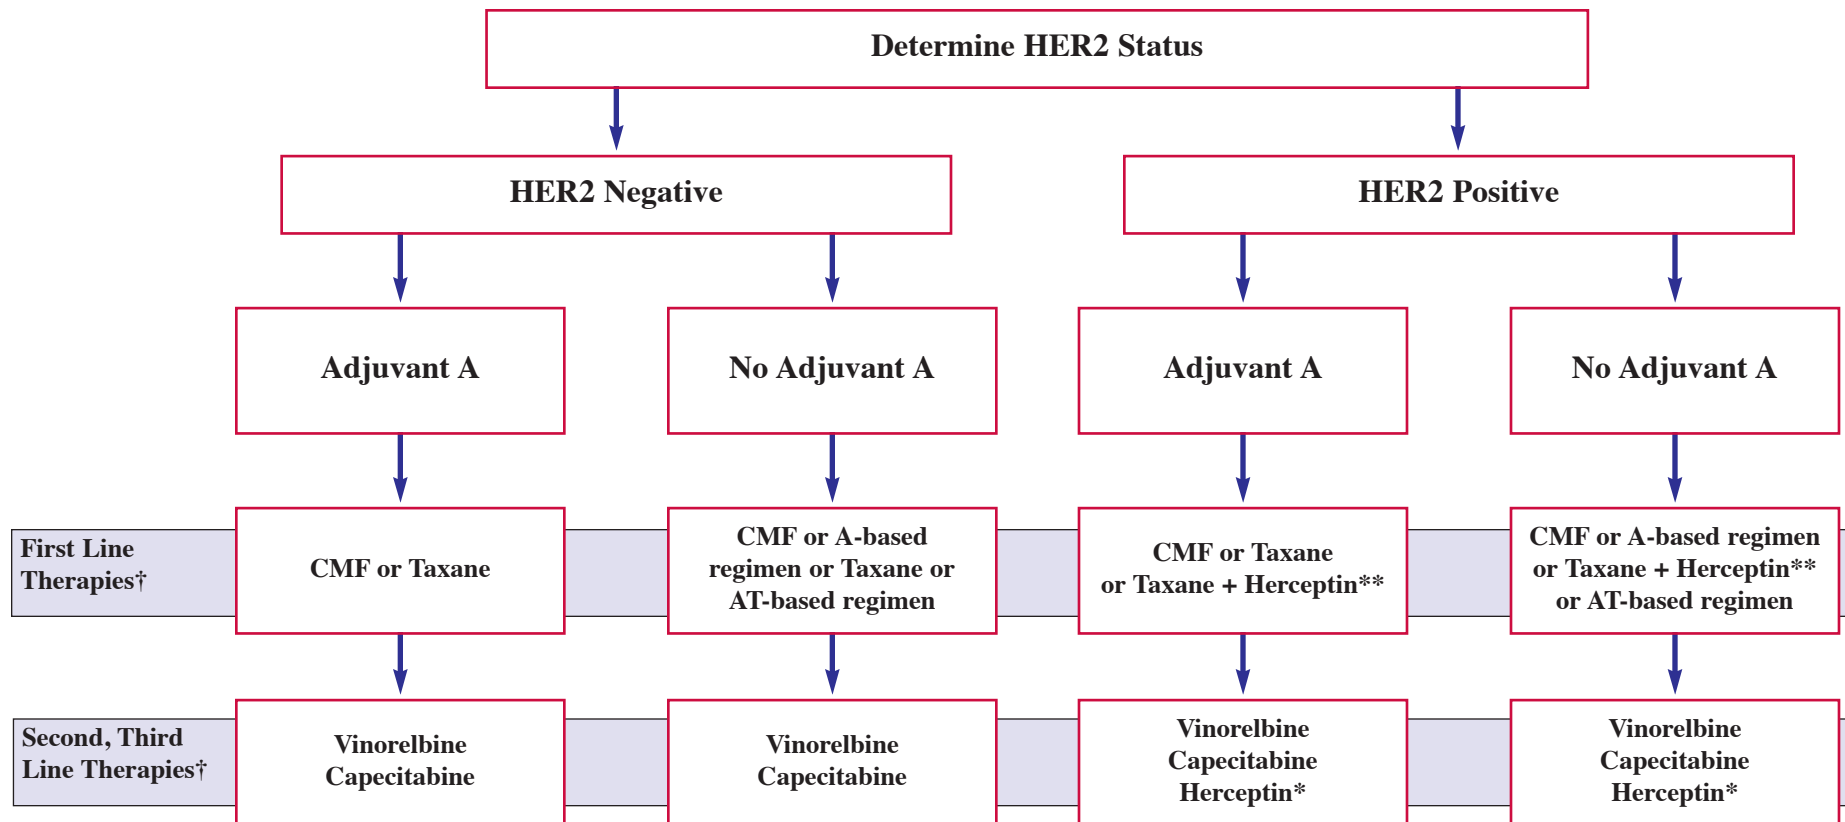 Determine HER2 Status
HER2 Negative
HER2 Positive
Adjuvant A
No Adjuvant A
Adjuvant A
No Adjuvant A
First Line
Therapies†
CMF or Taxane
CMF or A-based
regimen or Taxane or
AT-based regimen
CMF or Taxane
or Taxane + Herceptin**
CMF or A-based regimen
or Taxane + Herceptin**
or AT-based regimen
Second, Third
Line Therapies†
Vinorelbine
Capecitabine
Vinorelbine
Capecitabine
Vinorelbine
Capecitabine
Herceptin*
Vinorelbine
Capecitabine
Herceptin*